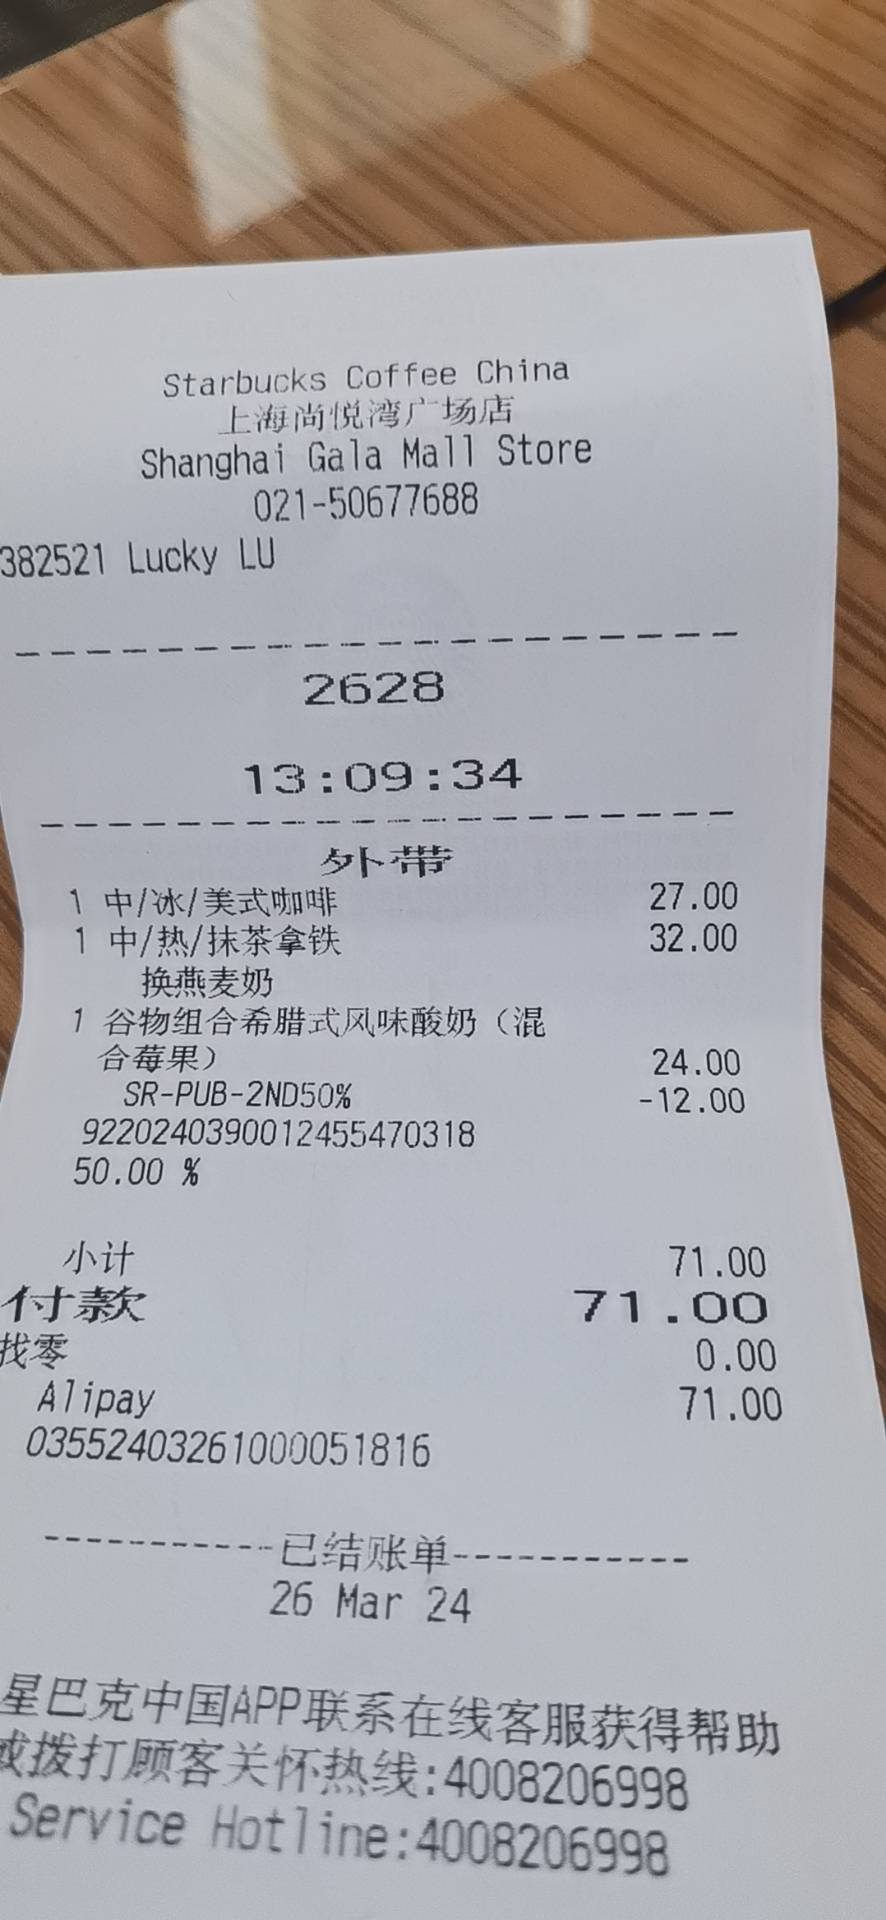 Starbucks Coffee China
上海尚悦湾广场店
Shanghai Gala Mall Store
021-50677688
382521 Lucky LU
2628
13:09:34
外带
1 中/冰/美式咖啡 27.00
1 中/热/抹茶拿铁 32.00
换燕麦奶
1 谷物组合希腊式风味酸奶（混
合莓果） 24.00
SR-PUB-2ND50% -12.00
9220240390012455470318
50.00 %
小计 71.00
付款 71.00
找零 0.00
Alipay 71.00
03552403261000051816
-----------已结账单-----------
26 Mar 24
星巴克中国APP联系在线客服获得帮助
或拨打顾客关怀热线:4008206998
Service Hotline:4008206998